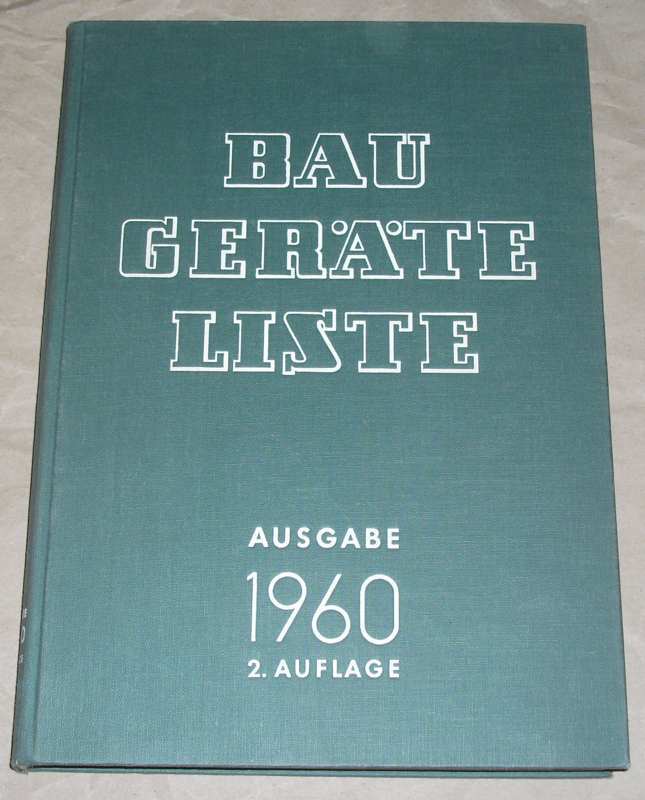 BAU
GERÄTE
LISTE
AUSGABE
1960
2. AUFLAGE